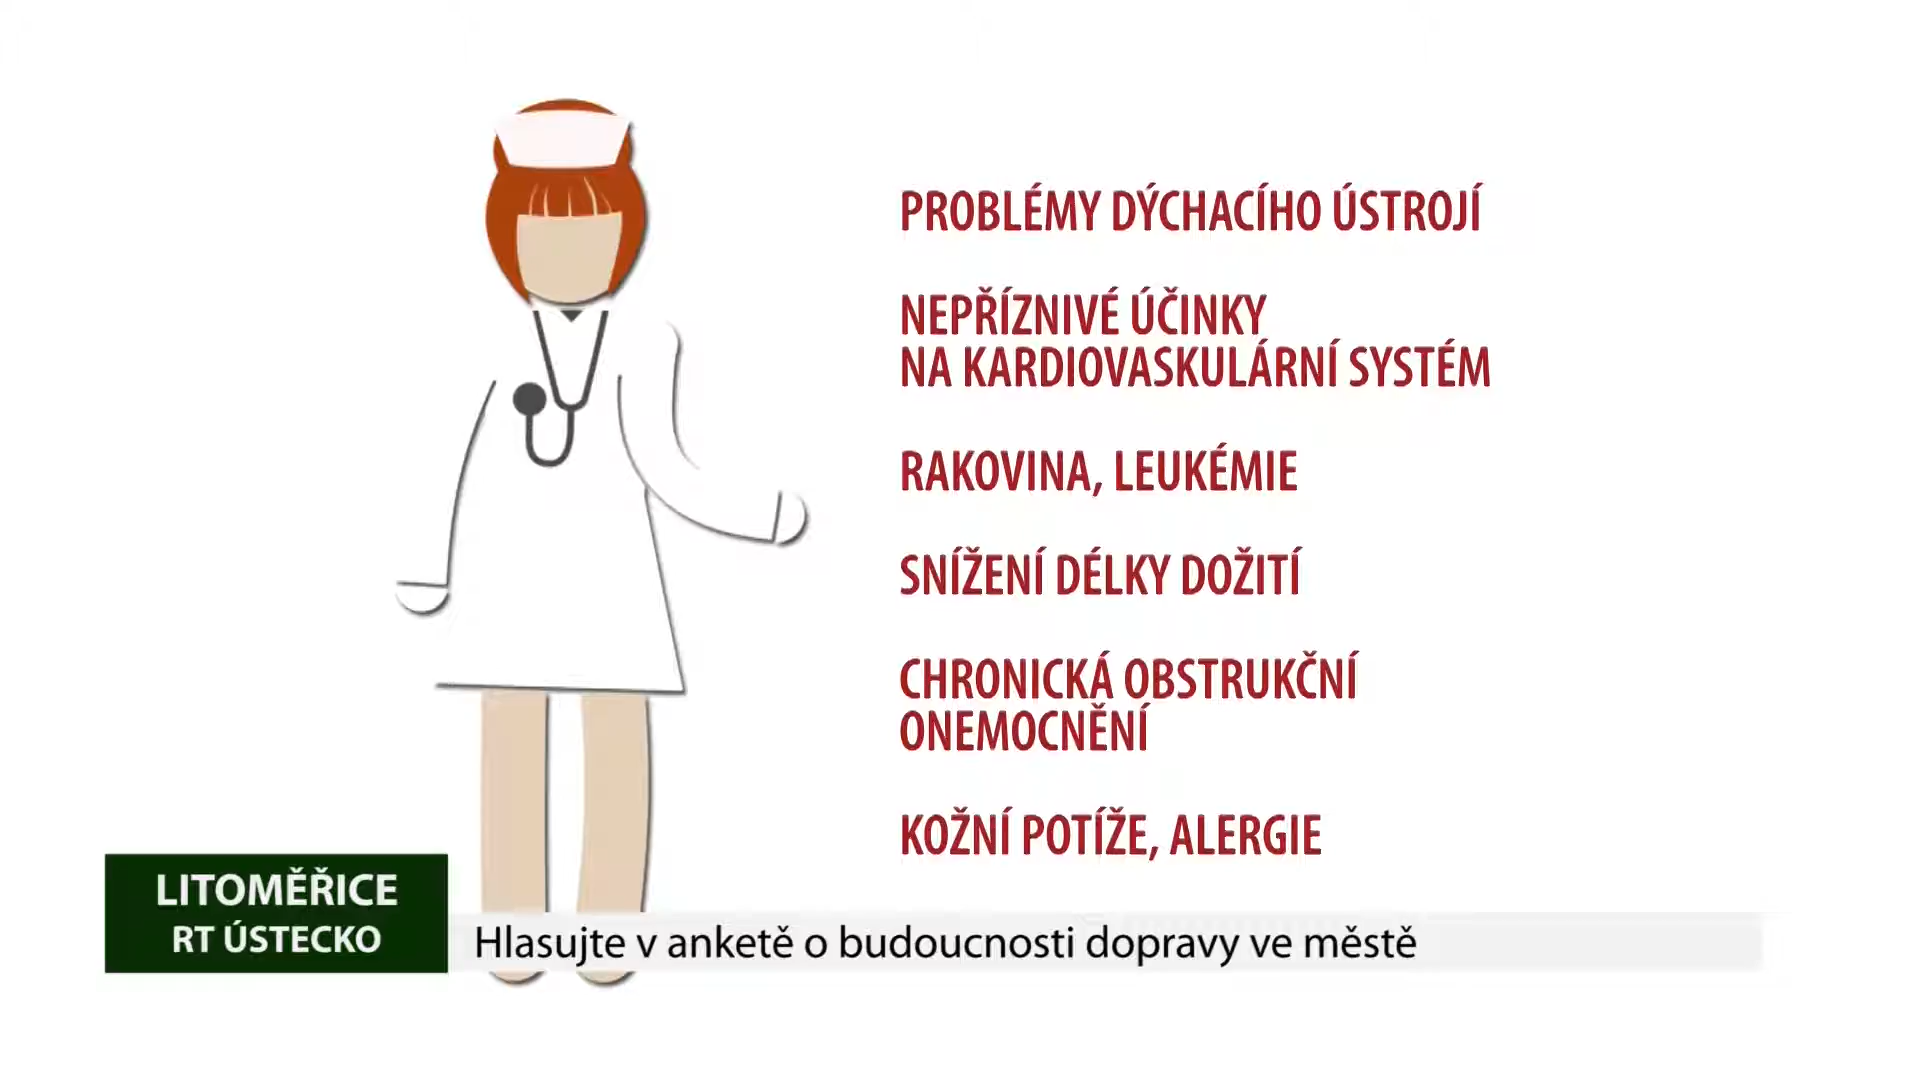 PROBLÉMY DÝCHACÍHO ÚSTROJÍ
NEPŘÍZNIVÉ ÚČINKY
NA KARDIOVASKULÁRNÍ SYSTÉM
RAKOVINA, LEUKÉMIE
SNÍŽENÍ DÉLKY DOŽITÍ
CHRONICKÁ OBSTRUKČNÍ
ONEMOCNĚNÍ
KOŽNÍ POTÍŽE, ALERGIE
LITOMĚŘICE
RT ÚSTECKO
Hlasujte v anketě o budoucnosti dopravy ve městě